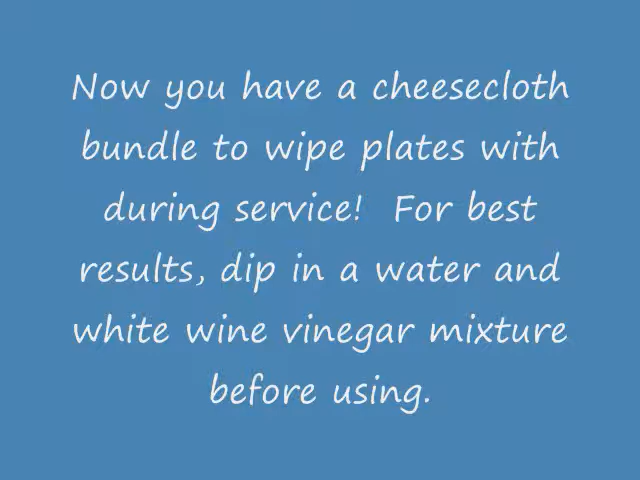 Now you have a cheesecloth
bundle to wipe plates with
during service!  For best
results, dip in a water and
white wine vinegar mixture
before using.